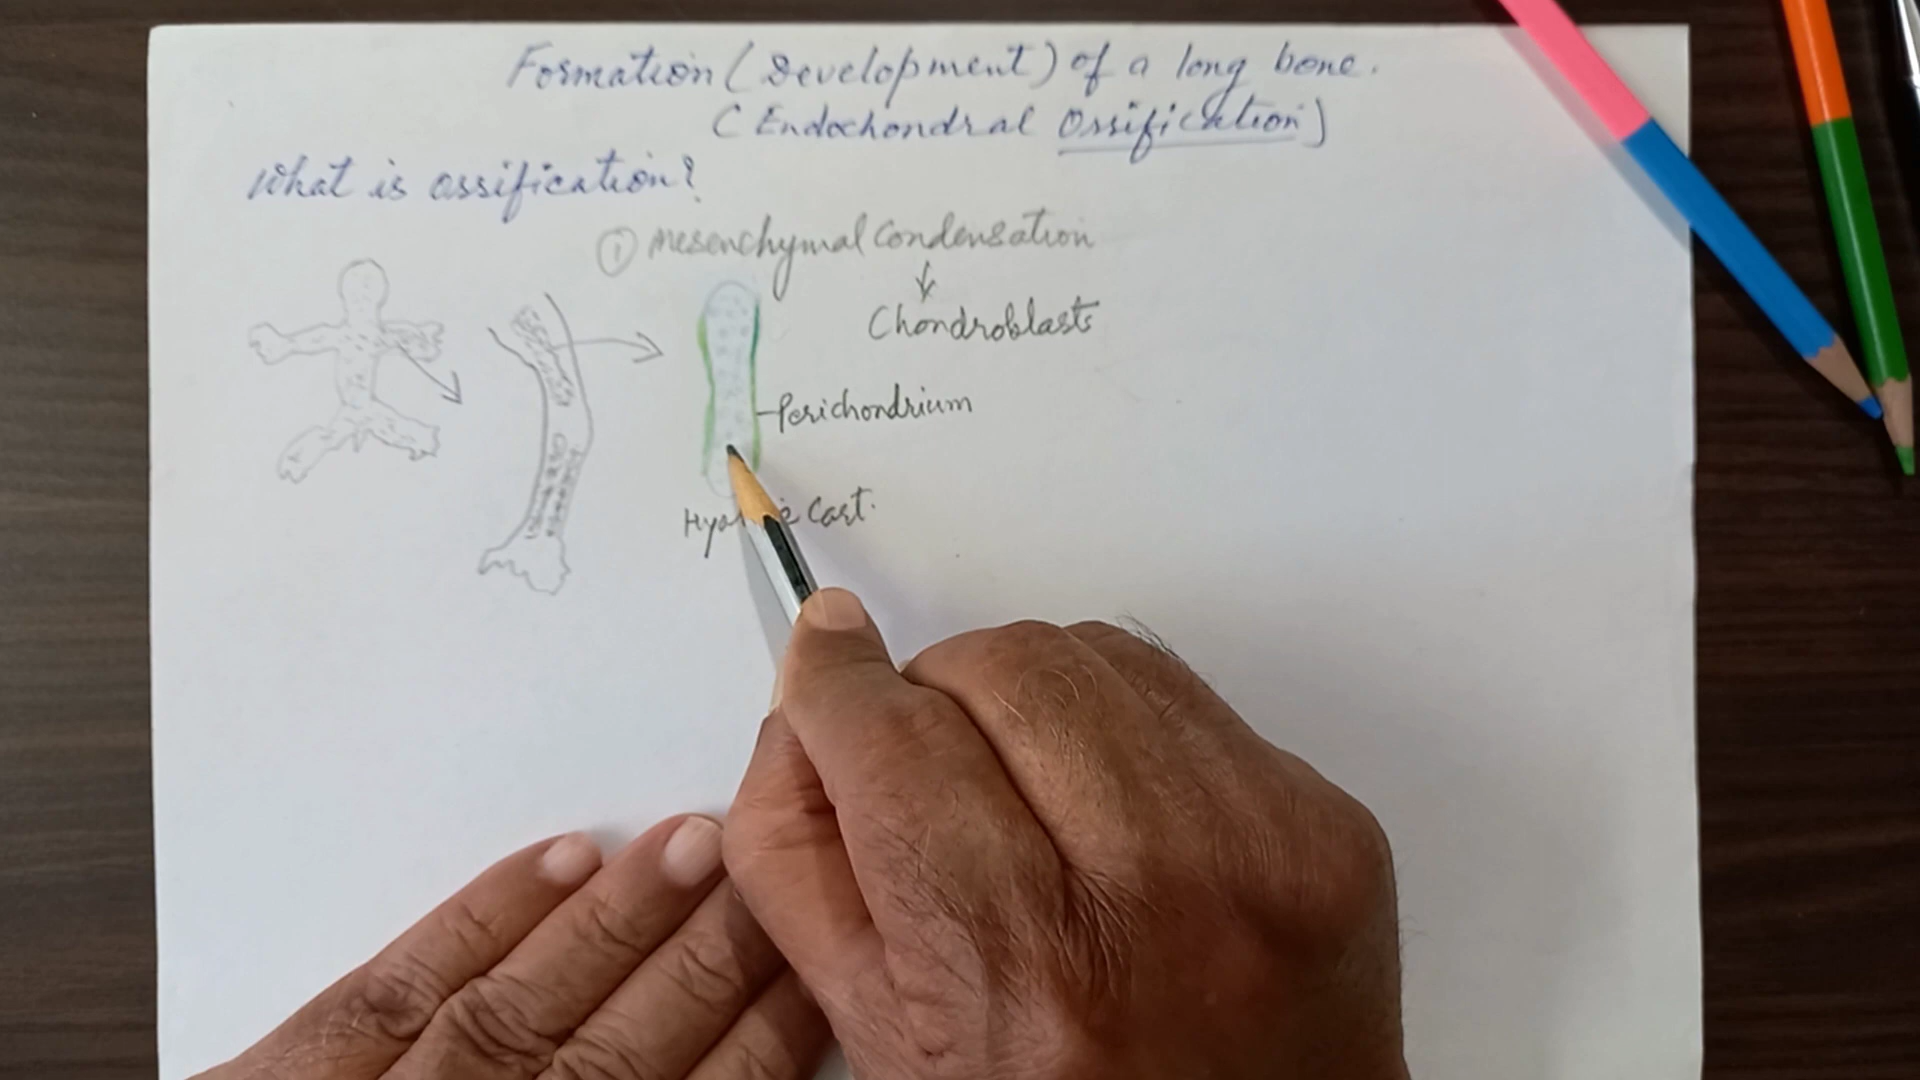 Formation (Development) of a long bone.
(Endochondral Ossification)
What is ossification?
① Mesenchymal Condensation
↓
Chondroblasts
Perichondrium
Cart.